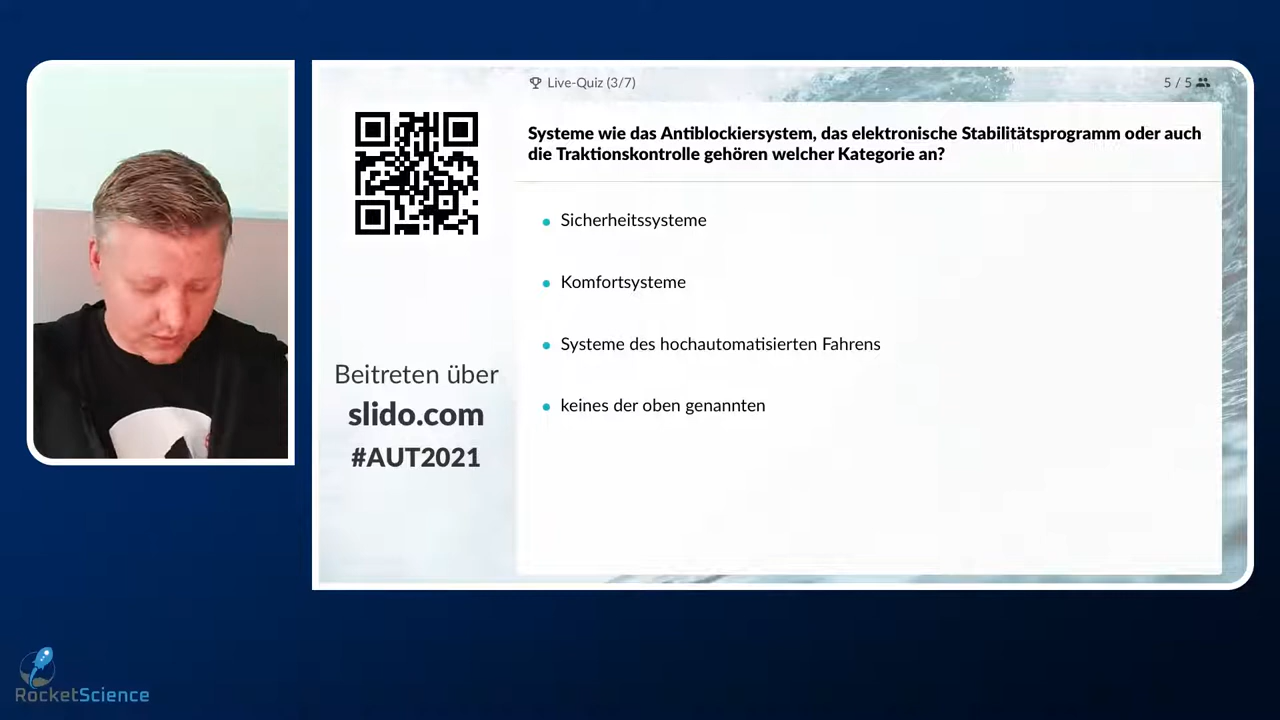 Live-Quiz (3/7)
5 / 5
Systeme wie das Antiblockiersystem, das elektronische Stabilitätsprogramm oder auch
die Traktionskontrolle gehören welcher Kategorie an?
Sicherheitssysteme
Komfortsysteme
Systeme des hochautomatisierten Fahrens
keines der oben genannten
Beitreten über
slido.com
#AUT2021
RocketScience